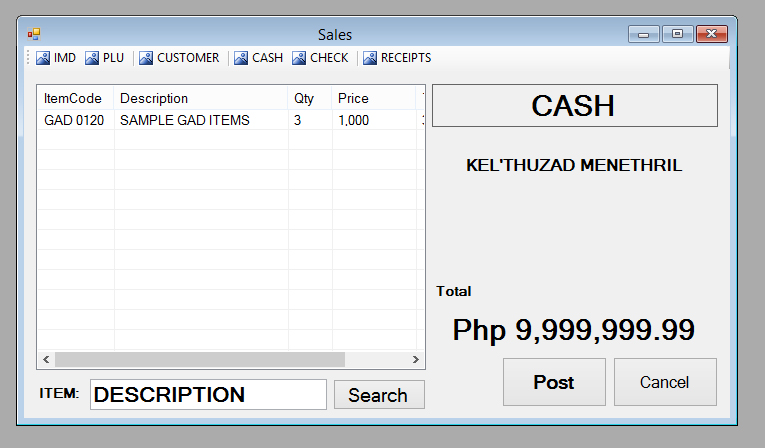 Sales
IMD PLU CUSTOMER CASH CHECK RECEIPTS
ItemCode Description Qty Price
GAD 0120 SAMPLE GAD ITEMS 3 1,000
CASH
KEL'THUZAD MENETHRIL
Total
Php 9,999,999.99
ITEM: DESCRIPTION Search
Post Cancel